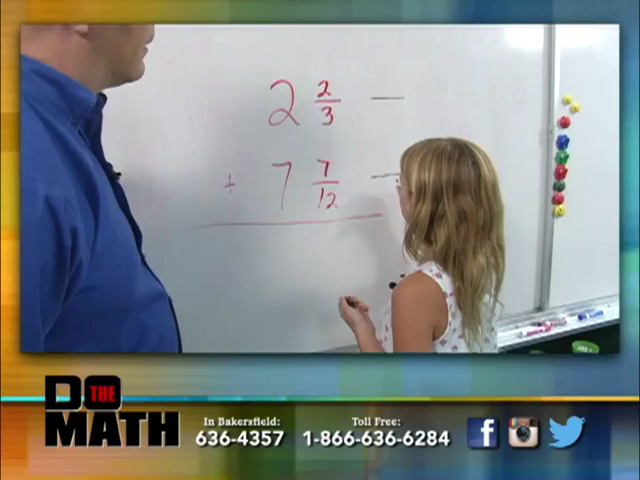 2 2/3 —
+ 7 7/12 —
DO THE MATH
In Bakersfield: 636-4357
Toll Free: 1-866-636-6284